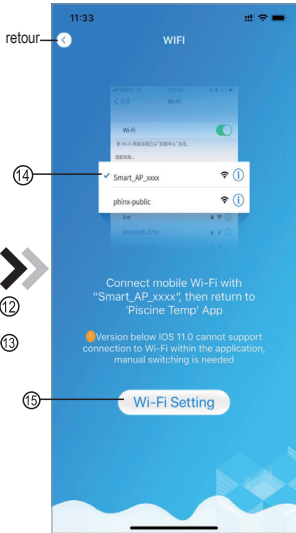 11:33
retour
WIFI
Wi-Fi
Wi-Fi
⑭
Smart_AP_xxxx
phinx-public
⑫
Connect mobile Wi-Fi with
"Smart_AP_xxxx", then return to
'Piscine Temp' App
⑬
!Version below IOS 11.0 cannot support
connection to Wi-Fi within the application,
manual switching is needed
⑮
Wi-Fi Setting